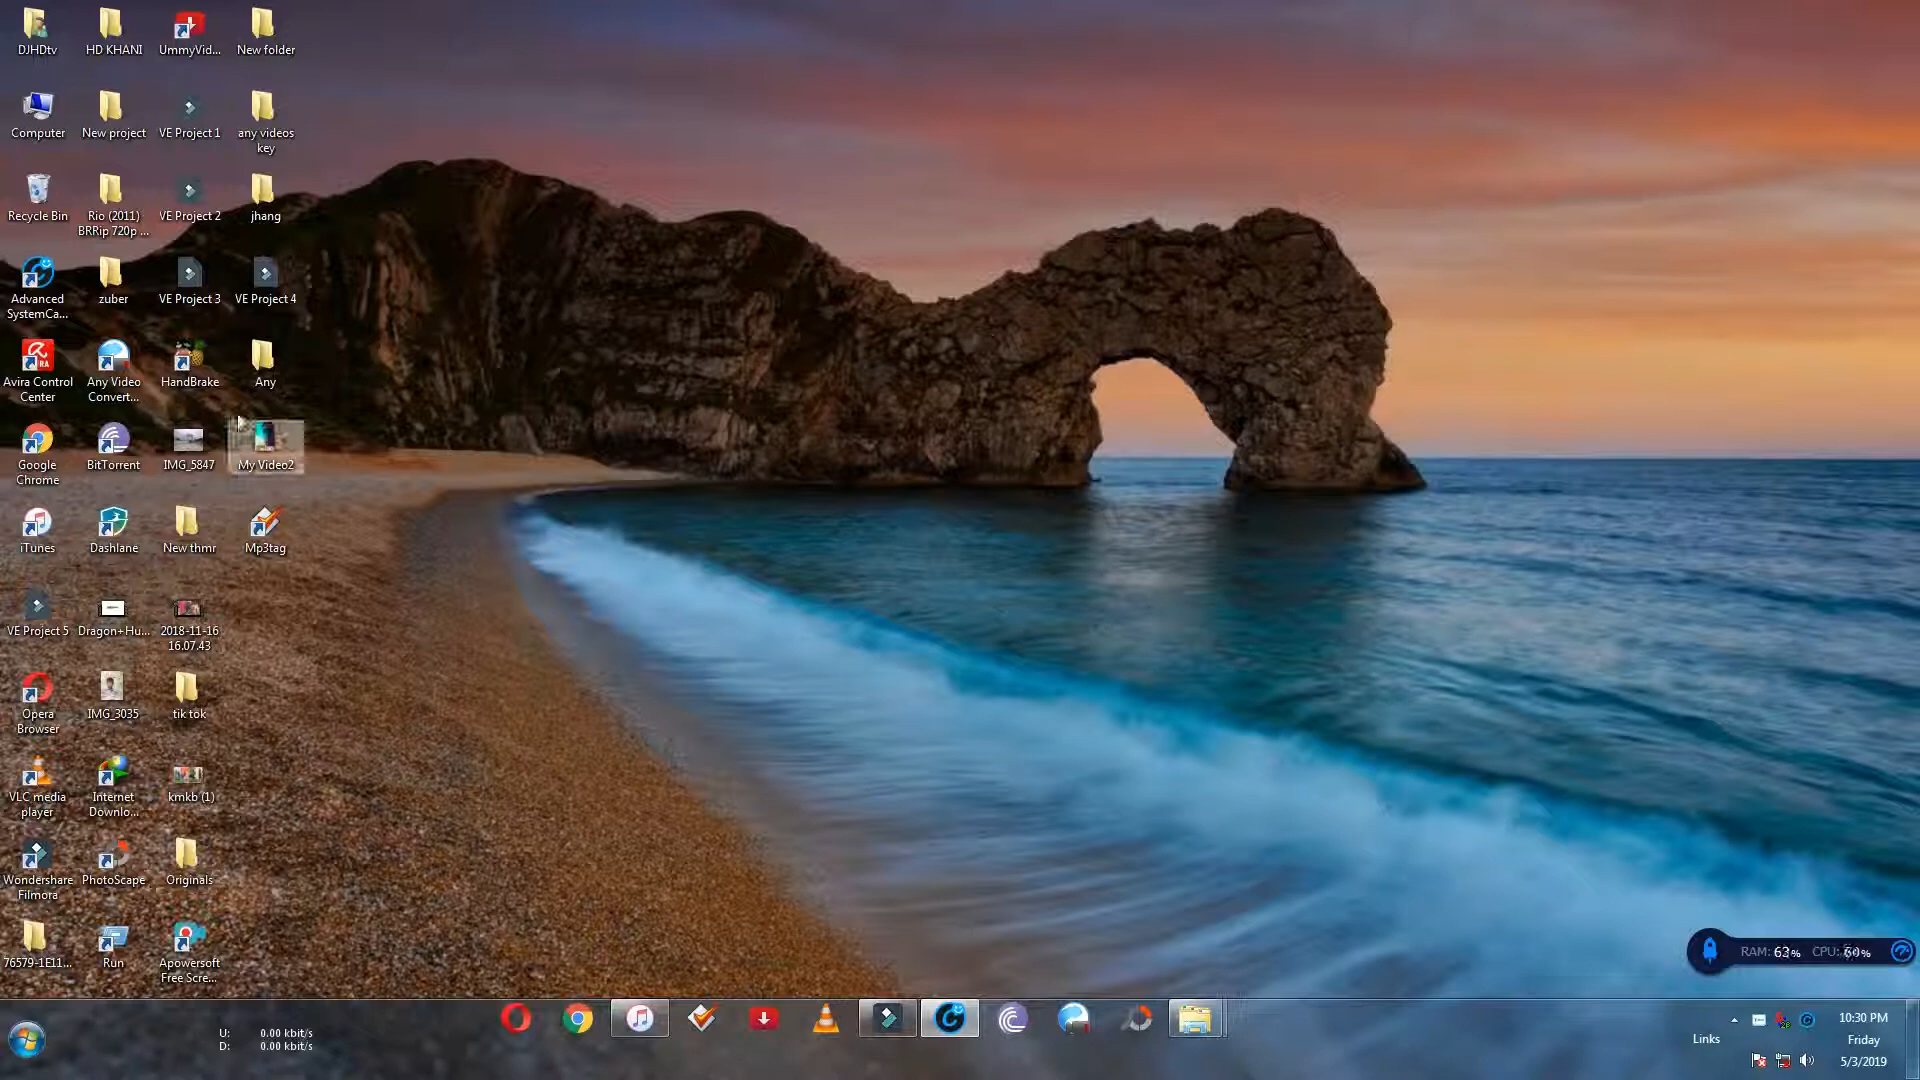 DJHDtv
HD KHANI
UmmyVid...
New folder
Computer
New project
VE Project 1
any videos
key
Recycle Bin
Rio (2011)
BRRip 720p ...
VE Project 2
jhang
Advanced
SystemCa...
zuber
VE Project 3
VE Project 4
Avira Control
Center
Any Video
Convert...
HandBrake
Any
Google
Chrome
BitTorrent
IMG_5847
My Video2
iTunes
Dashlane
New thmr
Mp3tag
VE Project 5
Dragon+Hu...
2018-11-16
16.07.43
Opera
Browser
IMG_3035
tik tok
VLC media
player
Internet
Downlo...
kmkb (1)
Wondershare
Filmora
PhotoScape
Originals
76579-1E11...
Run
Apowersoft
Free Scre...
RAM: 63% CPU:
U: 0.00 kbit/s
D: 0.00 kbit/s
Links
10:30 PM
Friday
5/3/2019